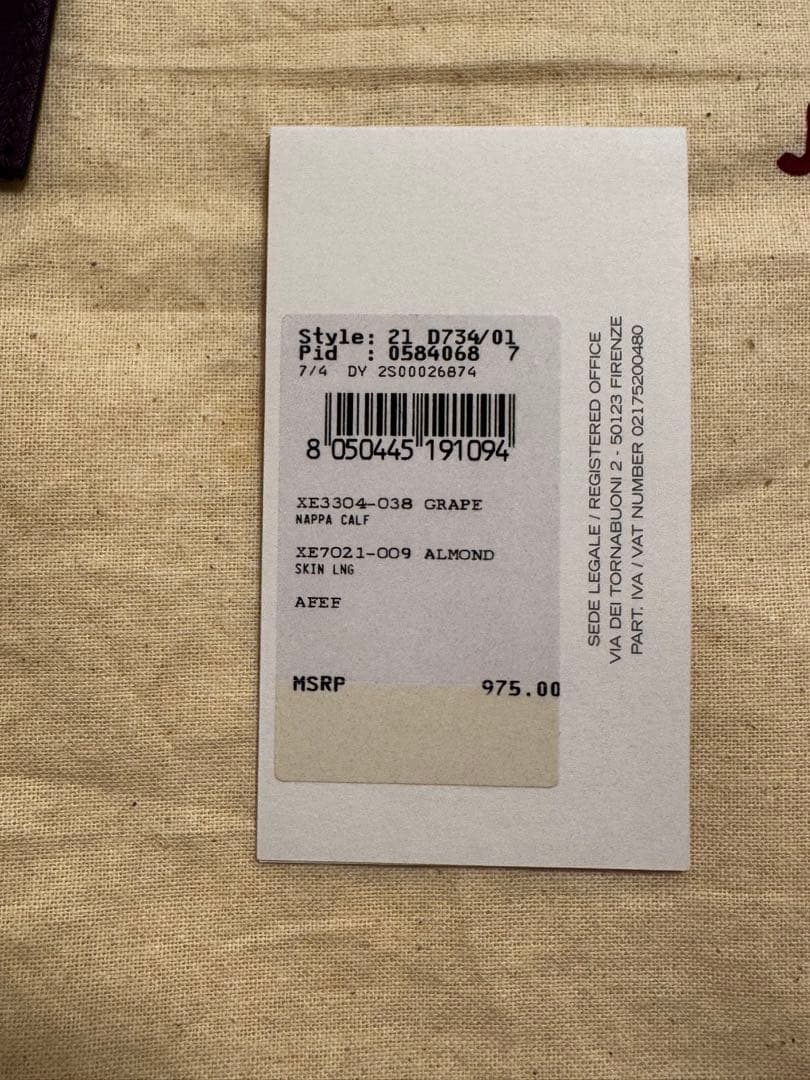 Style: 21 D734/01
Pid : 0584068 7
7/4 DY 2S00026874
8 050445 191094
XE3304-038 GRAPE
NAPPA CALF
XE7021-009 ALMOND
SKIN LNG
AFEF
MSRP 975.00
SEDE LEGALE / REGISTERED OFFICE
VIA DEI TORNABUONI 2 - 50123 FIRENZE
PART. IVA / VAT NUMBER 02175200480